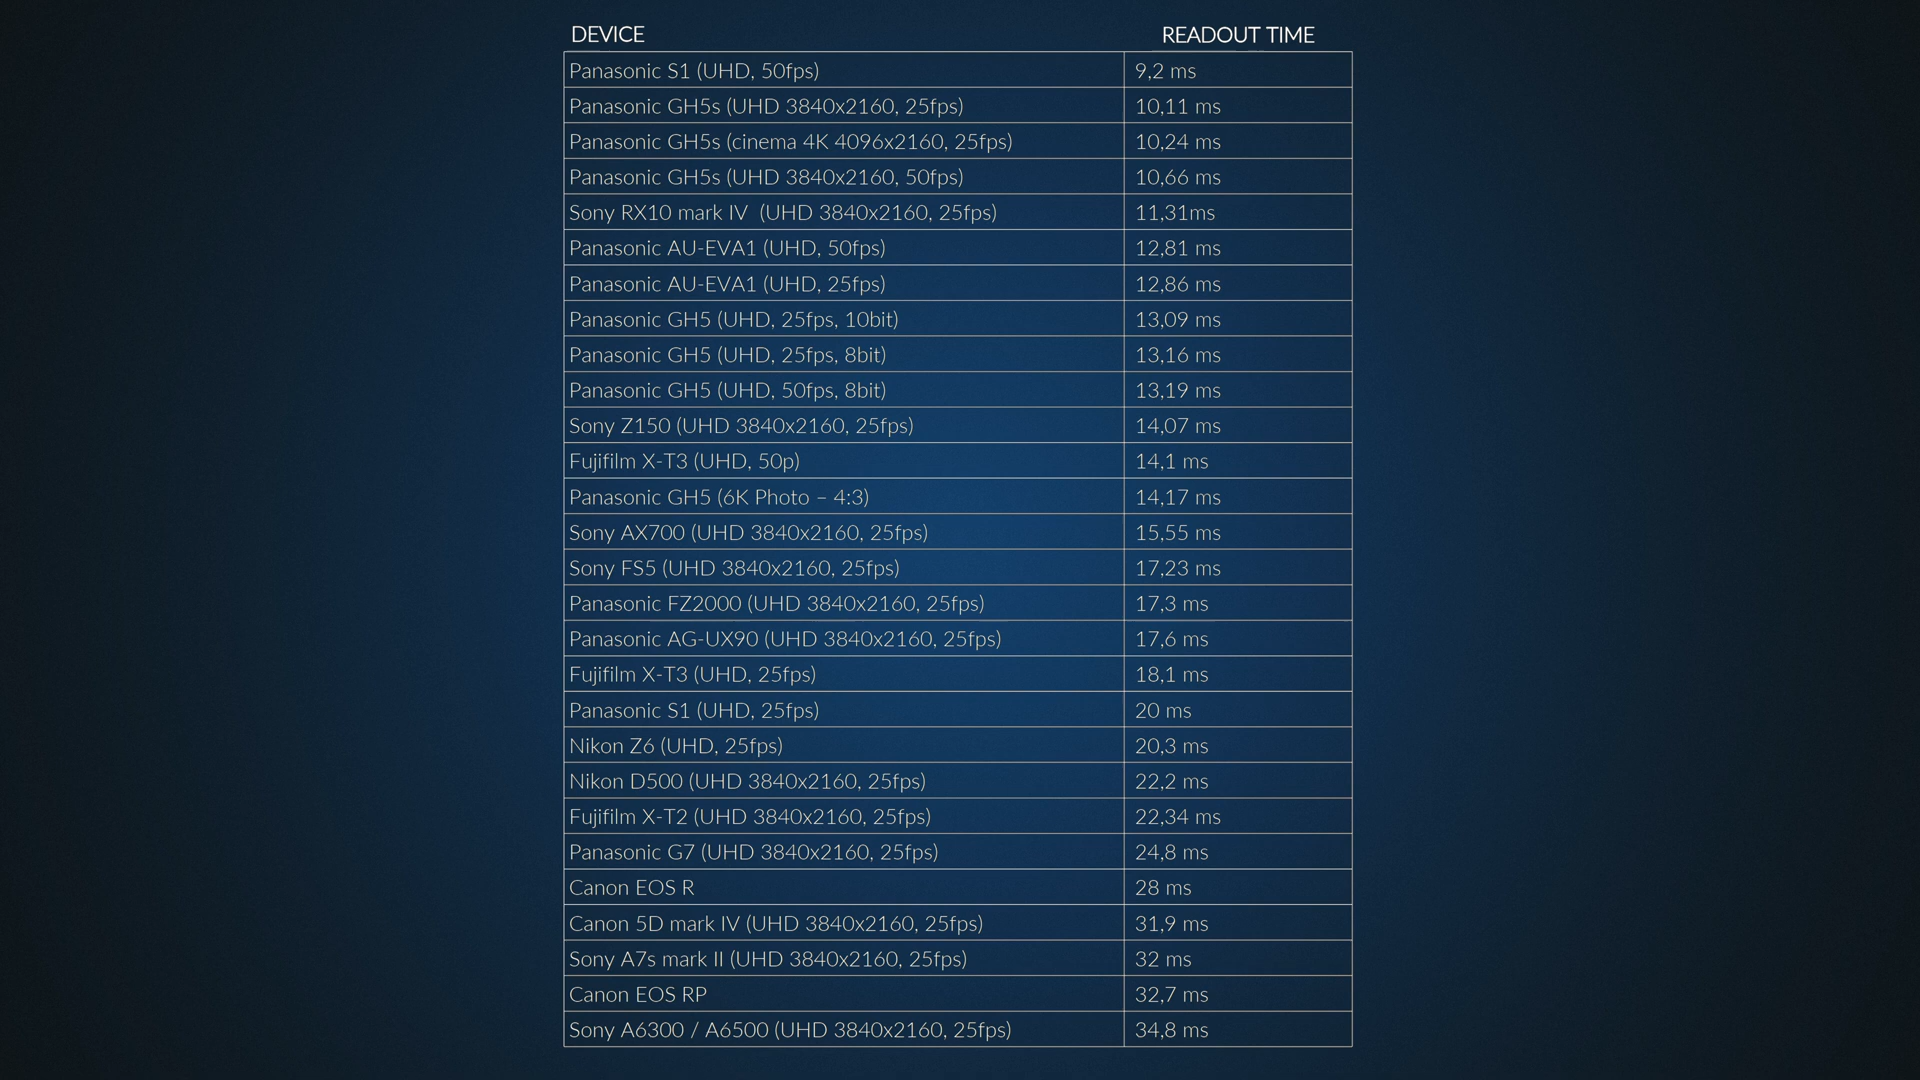 DEVICE READOUT TIME
Panasonic S1 (UHD, 50fps) 9,2 ms
Panasonic GH5s (UHD 3840x2160, 25fps) 10,11 ms
Panasonic GH5s (cinema 4K 4096x2160, 25fps) 10,24 ms
Panasonic GH5s (UHD 3840x2160, 50fps) 10,66 ms
Sony RX10 mark IV (UHD 3840x2160, 25fps) 11,31ms
Panasonic AU-EVA1 (UHD, 50fps) 12,81 ms
Panasonic AU-EVA1 (UHD, 25fps) 12,86 ms
Panasonic GH5 (UHD, 25fps, 10bit) 13,09 ms
Panasonic GH5 (UHD, 25fps, 8bit) 13,16 ms
Panasonic GH5 (UHD, 50fps, 8bit) 13,19 ms
Sony Z150 (UHD 3840x2160, 25fps) 14,07 ms
Fujifilm X-T3 (UHD, 50p) 14,1 ms
Panasonic GH5 (6K Photo – 4:3) 14,17 ms
Sony AX700 (UHD 3840x2160, 25fps) 15,55 ms
Sony FS5 (UHD 3840x2160, 25fps) 17,23 ms
Panasonic FZ2000 (UHD 3840x2160, 25fps) 17,3 ms
Panasonic AG-UX90 (UHD 3840x2160, 25fps) 17,6 ms
Fujifilm X-T3 (UHD, 25fps) 18,1 ms
Panasonic S1 (UHD, 25fps) 20 ms
Nikon Z6 (UHD, 25fps) 20,3 ms
Nikon D500 (UHD 3840x2160, 25fps) 22,2 ms
Fujifilm X-T2 (UHD 3840x2160, 25fps) 22,34 ms
Panasonic G7 (UHD 3840x2160, 25fps) 24,8 ms
Canon EOS R 28 ms
Canon 5D mark IV (UHD 3840x2160, 25fps) 31,9 ms
Sony A7s mark II (UHD 3840x2160, 25fps) 32 ms
Canon EOS RP 32,7 ms
Sony A6300 / A6500 (UHD 3840x2160, 25fps) 34,8 ms